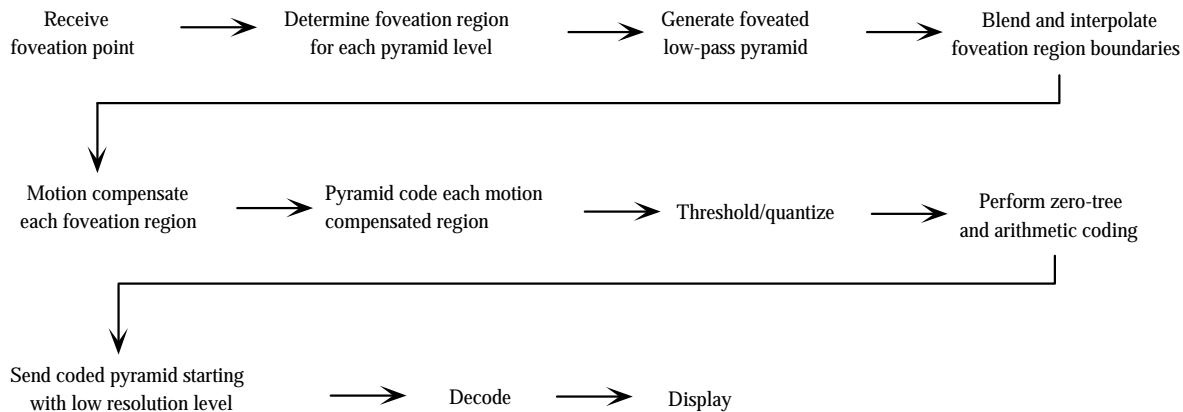 Receive
foveation point
Determine foveation region
for each pyramid level
Generate foveated
low-pass pyramid
Blend and interpolate
foveation region boundaries
Motion compensate
each foveation region
Pyramid code each motion
compensated region
Threshold/quantize
Perform zero-tree
and arithmetic coding
Send coded pyramid starting
with low resolution level
Decode
Display